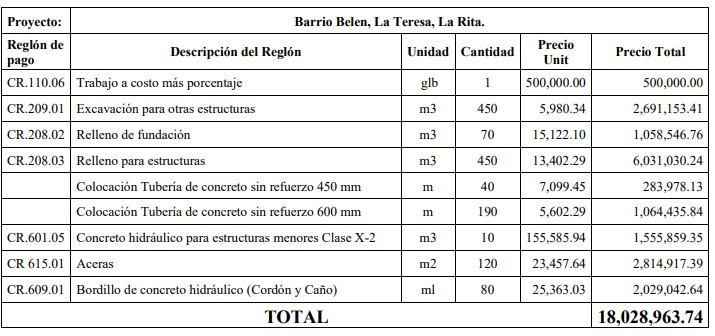 Proyecto: Barrio Belen, La Teresa, La Rita.
Reglón de pago Descripción del Reglón Unidad Cantidad Precio Unit Precio Total
CR.110.06 Trabajo a costo más porcentaje glb 1 500,000.00 500,000.00
CR.209.01 Excavación para otras estructuras m3 450 5,980.34 2,691,153.41
CR.208.02 Relleno de fundación m3 70 15,122.10 1,058,546.76
CR.208.03 Relleno para estructuras m3 450 13,402.29 6,031,030.24
Colocación Tubería de concreto sin refuerzo 450 mm m 40 7,099.45 283,978.13
Colocación Tubería de concreto sin refuerzo 600 mm m 190 5,602.29 1,064,435.84
CR.601.05 Concreto hidráulico para estructuras menores Clase X-2 m3 10 155,585.94 1,555,859.35
CR 615.01 Aceras m2 120 23,457.64 2,814,917.39
CR.609.01 Bordillo de concreto hidráulico (Cordón y Caño) ml 80 25,363.03 2,029,042.64
TOTAL 18,028,963.74